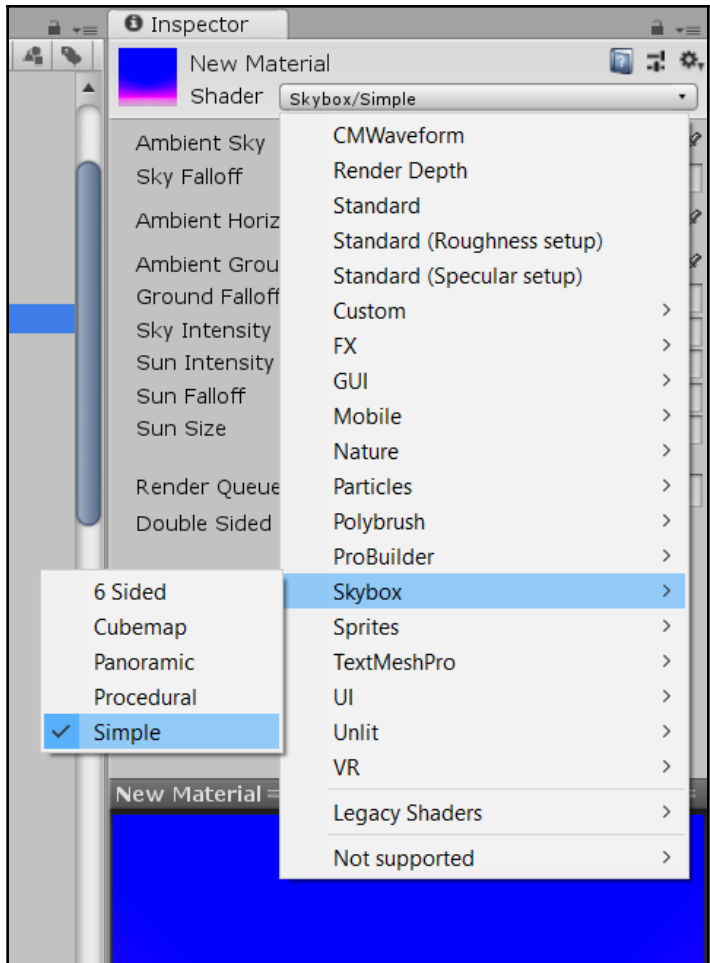 Inspector
New Material
Shader Skybox/Simple
Ambient Sky
Sky Falloff
Ambient Horiz
Ambient Grou
Ground Falloff
Sky Intensity
Sun Intensity
Sun Falloff
Sun Size
Render Queue
Double Sided
CMWaveform
Render Depth
Standard
Standard (Roughness setup)
Standard (Specular setup)
Custom
FX
GUI
Mobile
Nature
Particles
Polybrush
ProBuilder
Skybox
Sprites
TextMeshPro
UI
Unlit
VR
Legacy Shaders
Not supported
6 Sided
Cubemap
Panoramic
Procedural
Simple
New Material